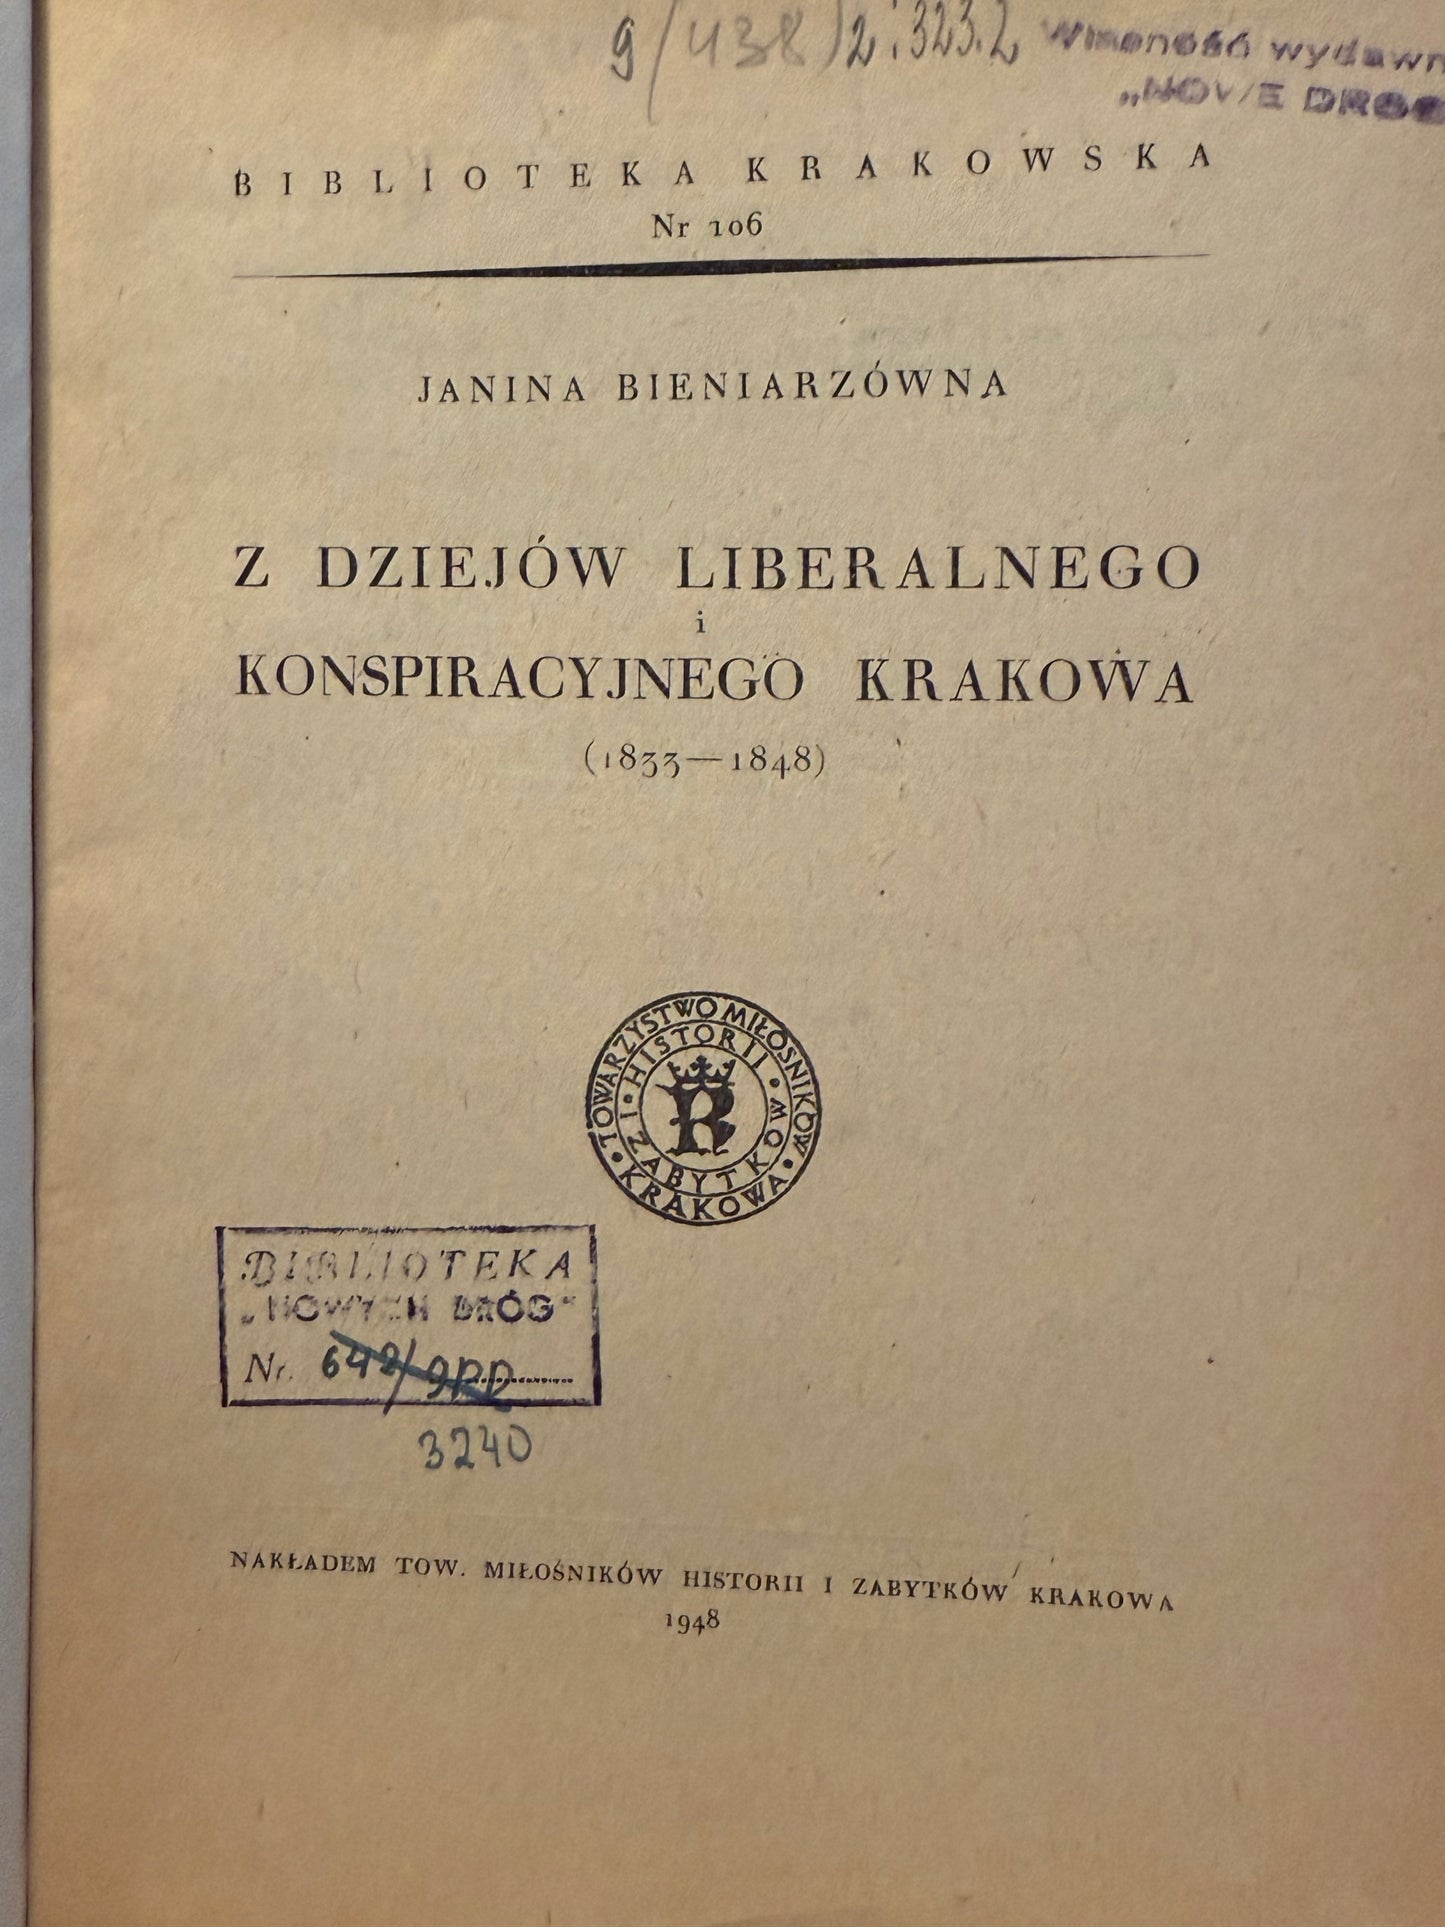 9/(438)2:323.2
Własność wydawn
„NOWE DROG
BIBLIOTEKA KRAKOWSKA
Nr 106
JANINA BIENIARZÓWNA
Z DZIEJÓW LIBERALNEGO
i
KONSPIRACYJNEGO KRAKOWA
(1833—1848)
TOWARZYSTWO MIŁOŚNIKÓW
HISTORII
I ZABYTKOW
KRAKOWA
BIBLIOTEKA
„NOWYCH DRÓG"
Nr. 642/9pp
3240
NAKŁADEM TOW. MIŁOŚNIKÓW HISTORII I ZABYTKÓW KRAKOWA
1948